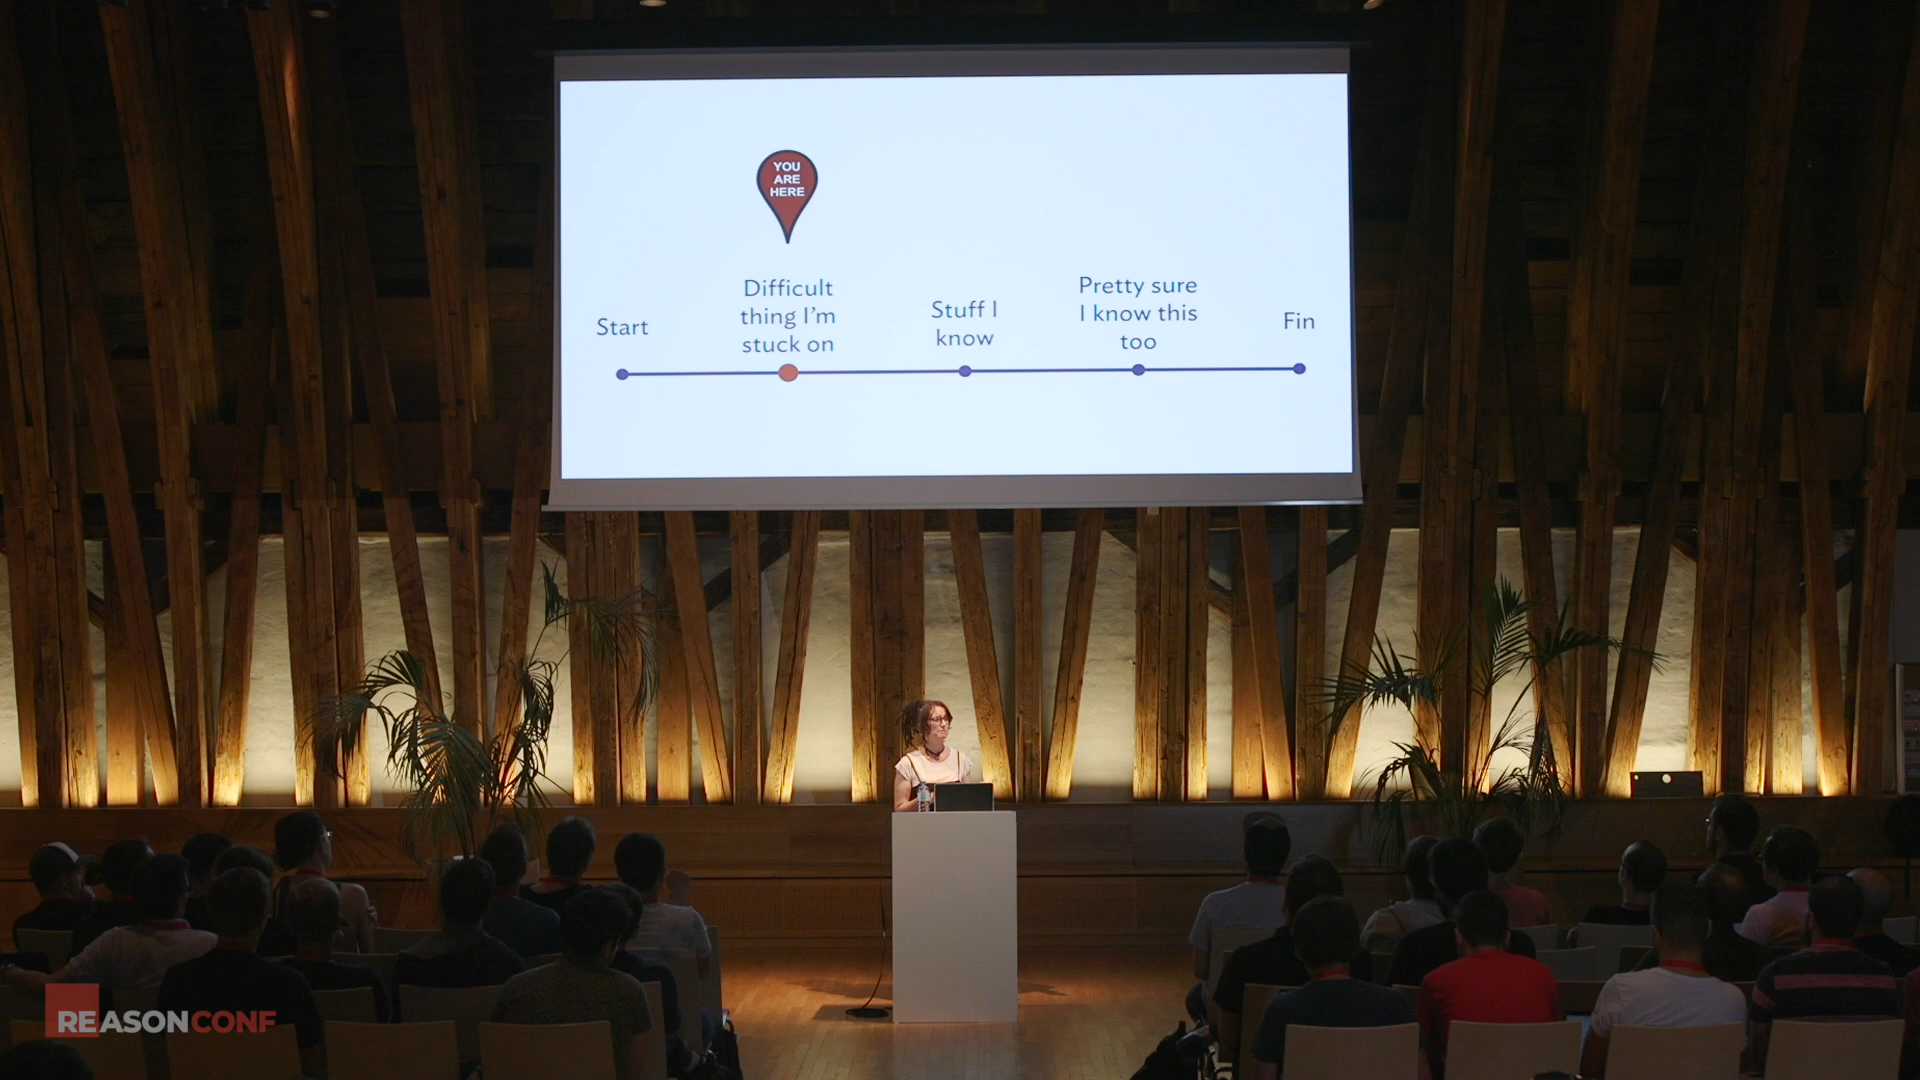 YOU
ARE
HERE
Start
Difficult
thing I'm
stuck on
Stuff I
know
Pretty sure
I know this
too
Fin
REASONCONF